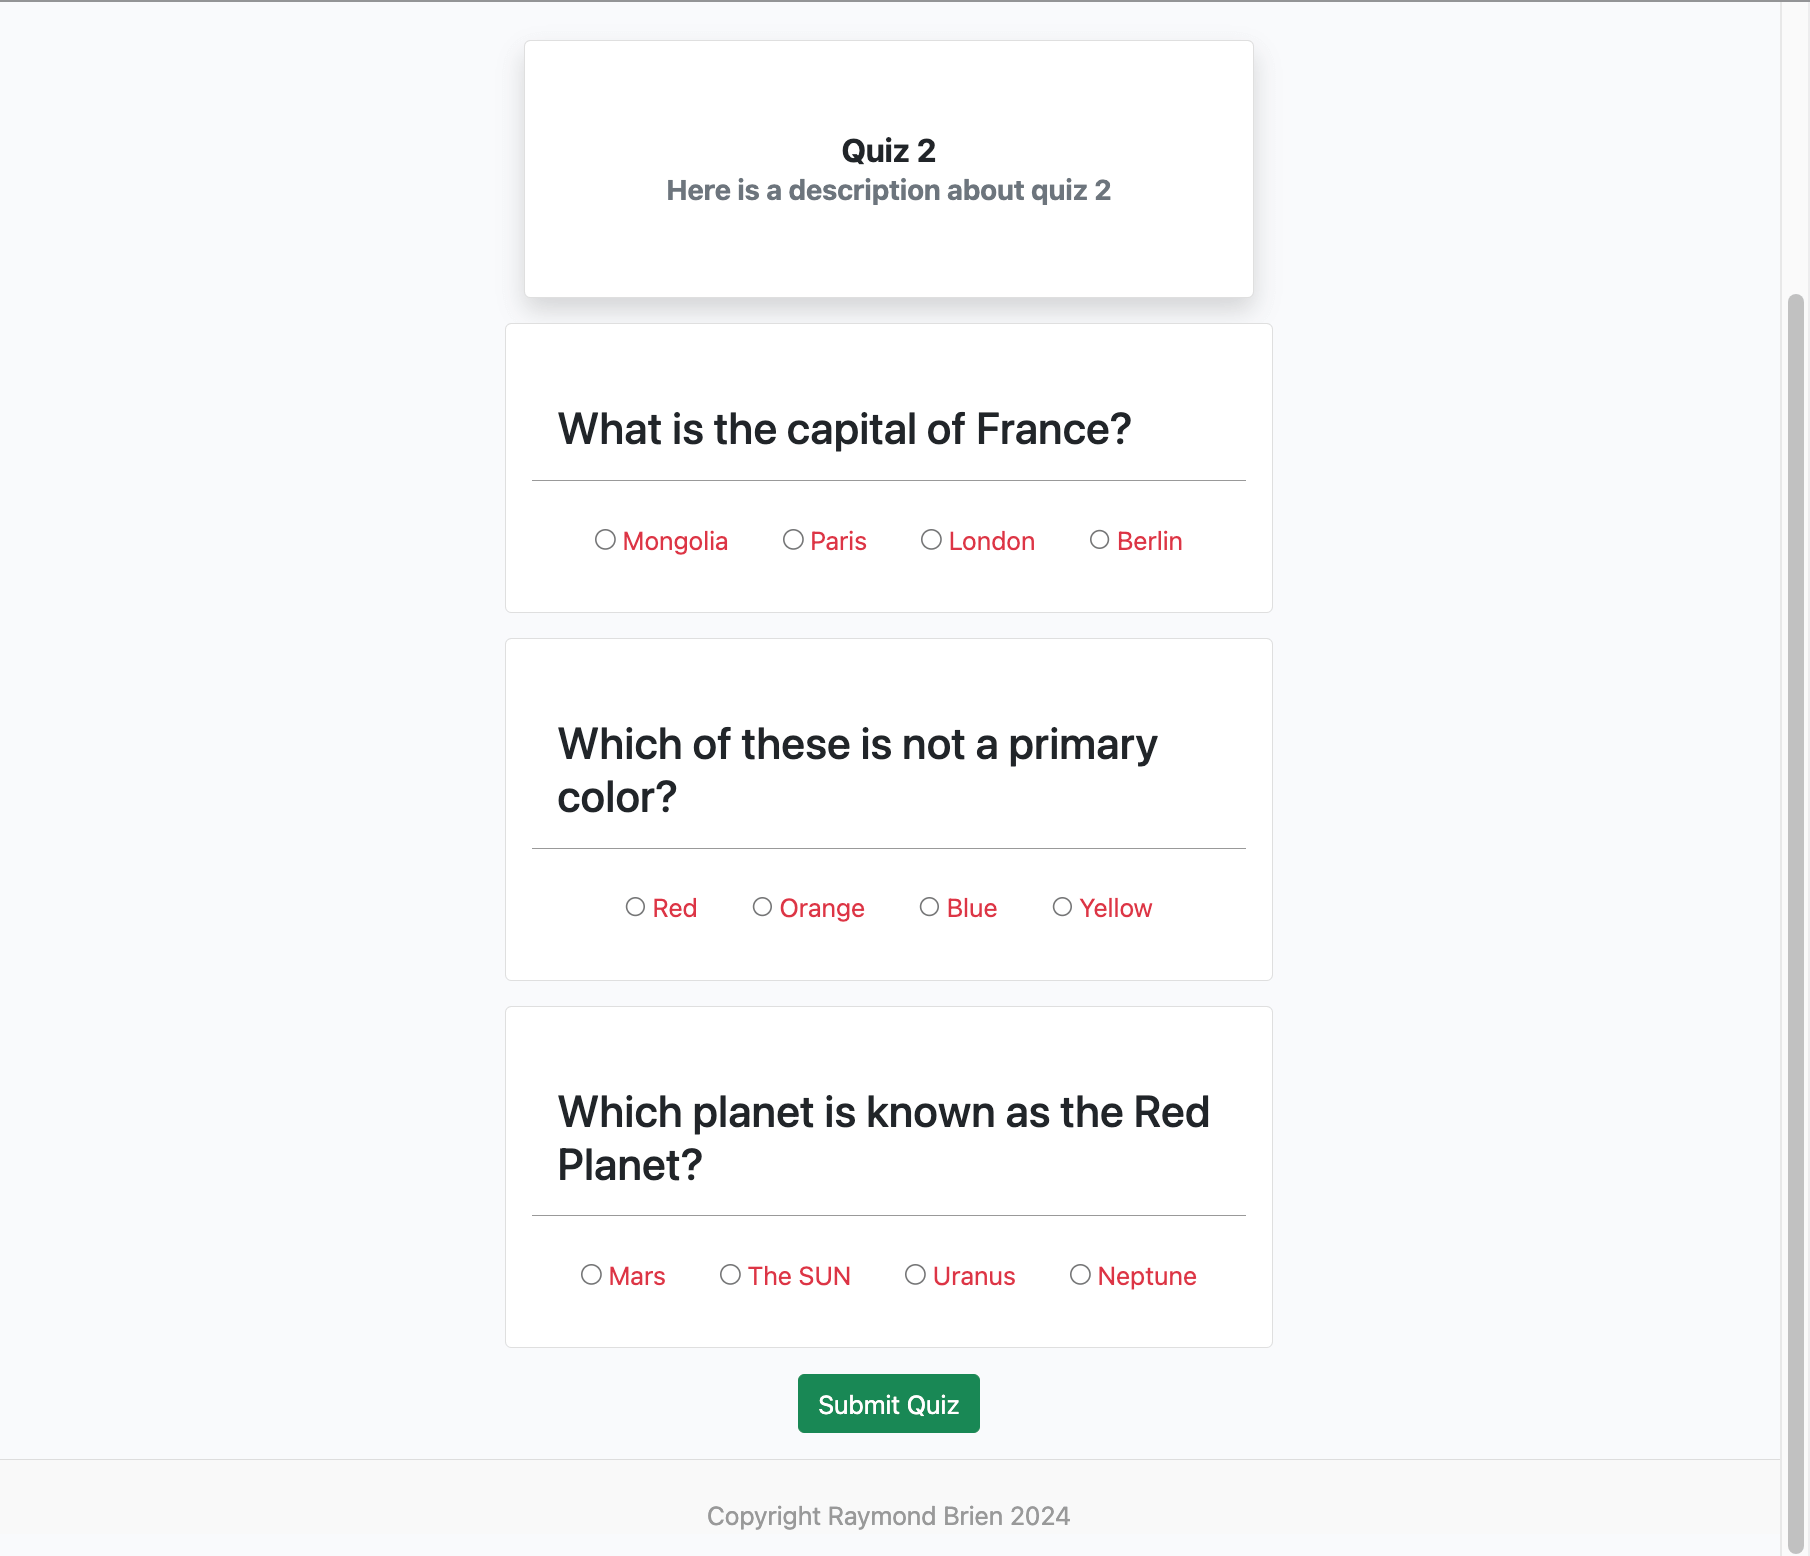 Quiz 2
Here is a description about quiz 2
What is the capital of France?
Mongolia Paris London Berlin
Which of these is not a primary
color?
Red Orange Blue Yellow
Which planet is known as the Red
Planet?
Mars The SUN Uranus Neptune
Submit Quiz
Copyright Raymond Brien 2024